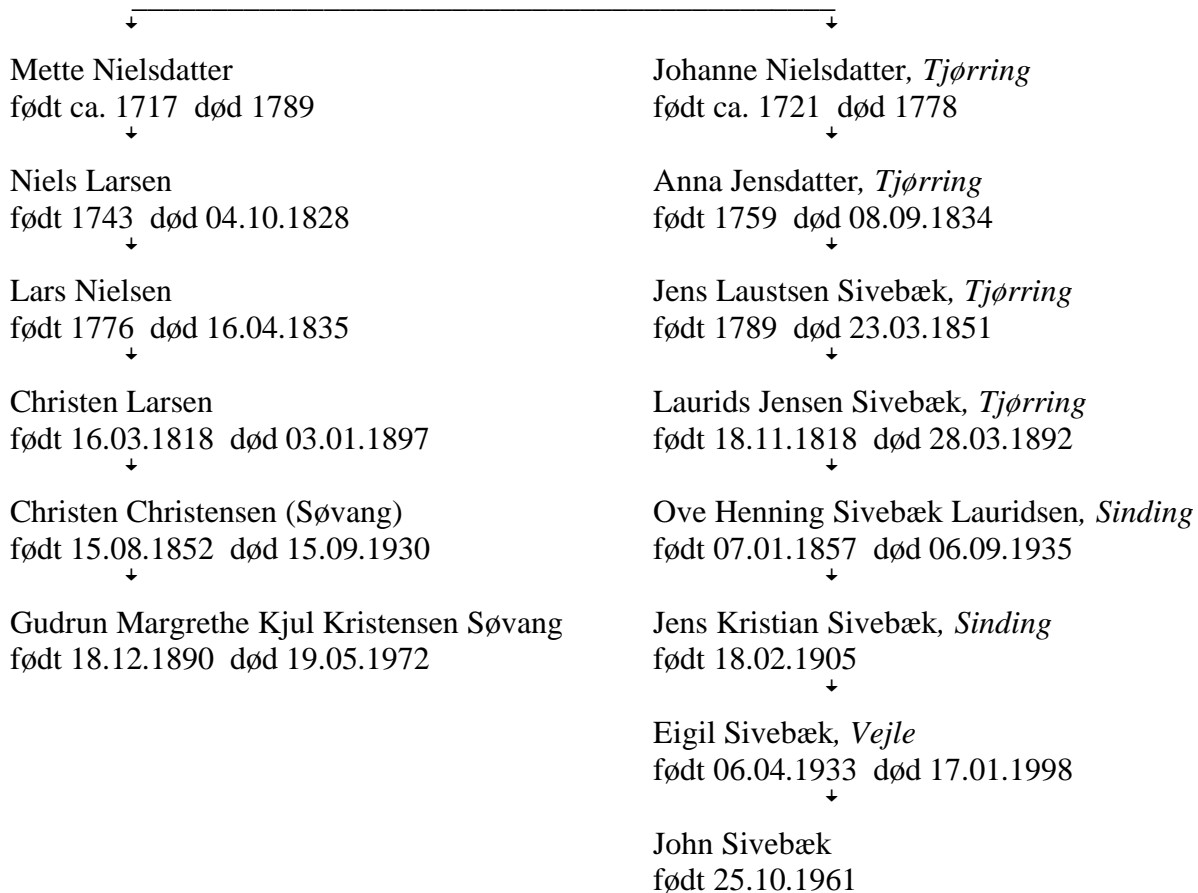 Mette Nielsdatter
født ca. 1717 død 1789
Niels Larsen
født 1743 død 04.10.1828
Lars Nielsen
født 1776 død 16.04.1835
Christen Larsen
født 16.03.1818 død 03.01.1897
Christen Christensen (Søvang)
født 15.08.1852 død 15.09.1930
Gudrun Margrethe Kjul Kristensen Søvang
født 18.12.1890 død 19.05.1972
Johanne Nielsdatter, Tjørring
født ca. 1721 død 1778
Anna Jensdatter, Tjørring
født 1759 død 08.09.1834
Jens Laustsen Sivebæk, Tjørring
født 1789 død 23.03.1851
Laurids Jensen Sivebæk, Tjørring
født 18.11.1818 død 28.03.1892
Ove Henning Sivebæk Lauridsen, Sinding
født 07.01.1857 død 06.09.1935
Jens Kristian Sivebæk, Sinding
født 18.02.1905
Eigil Sivebæk, Vejle
født 06.04.1933 død 17.01.1998
John Sivebæk
født 25.10.1961